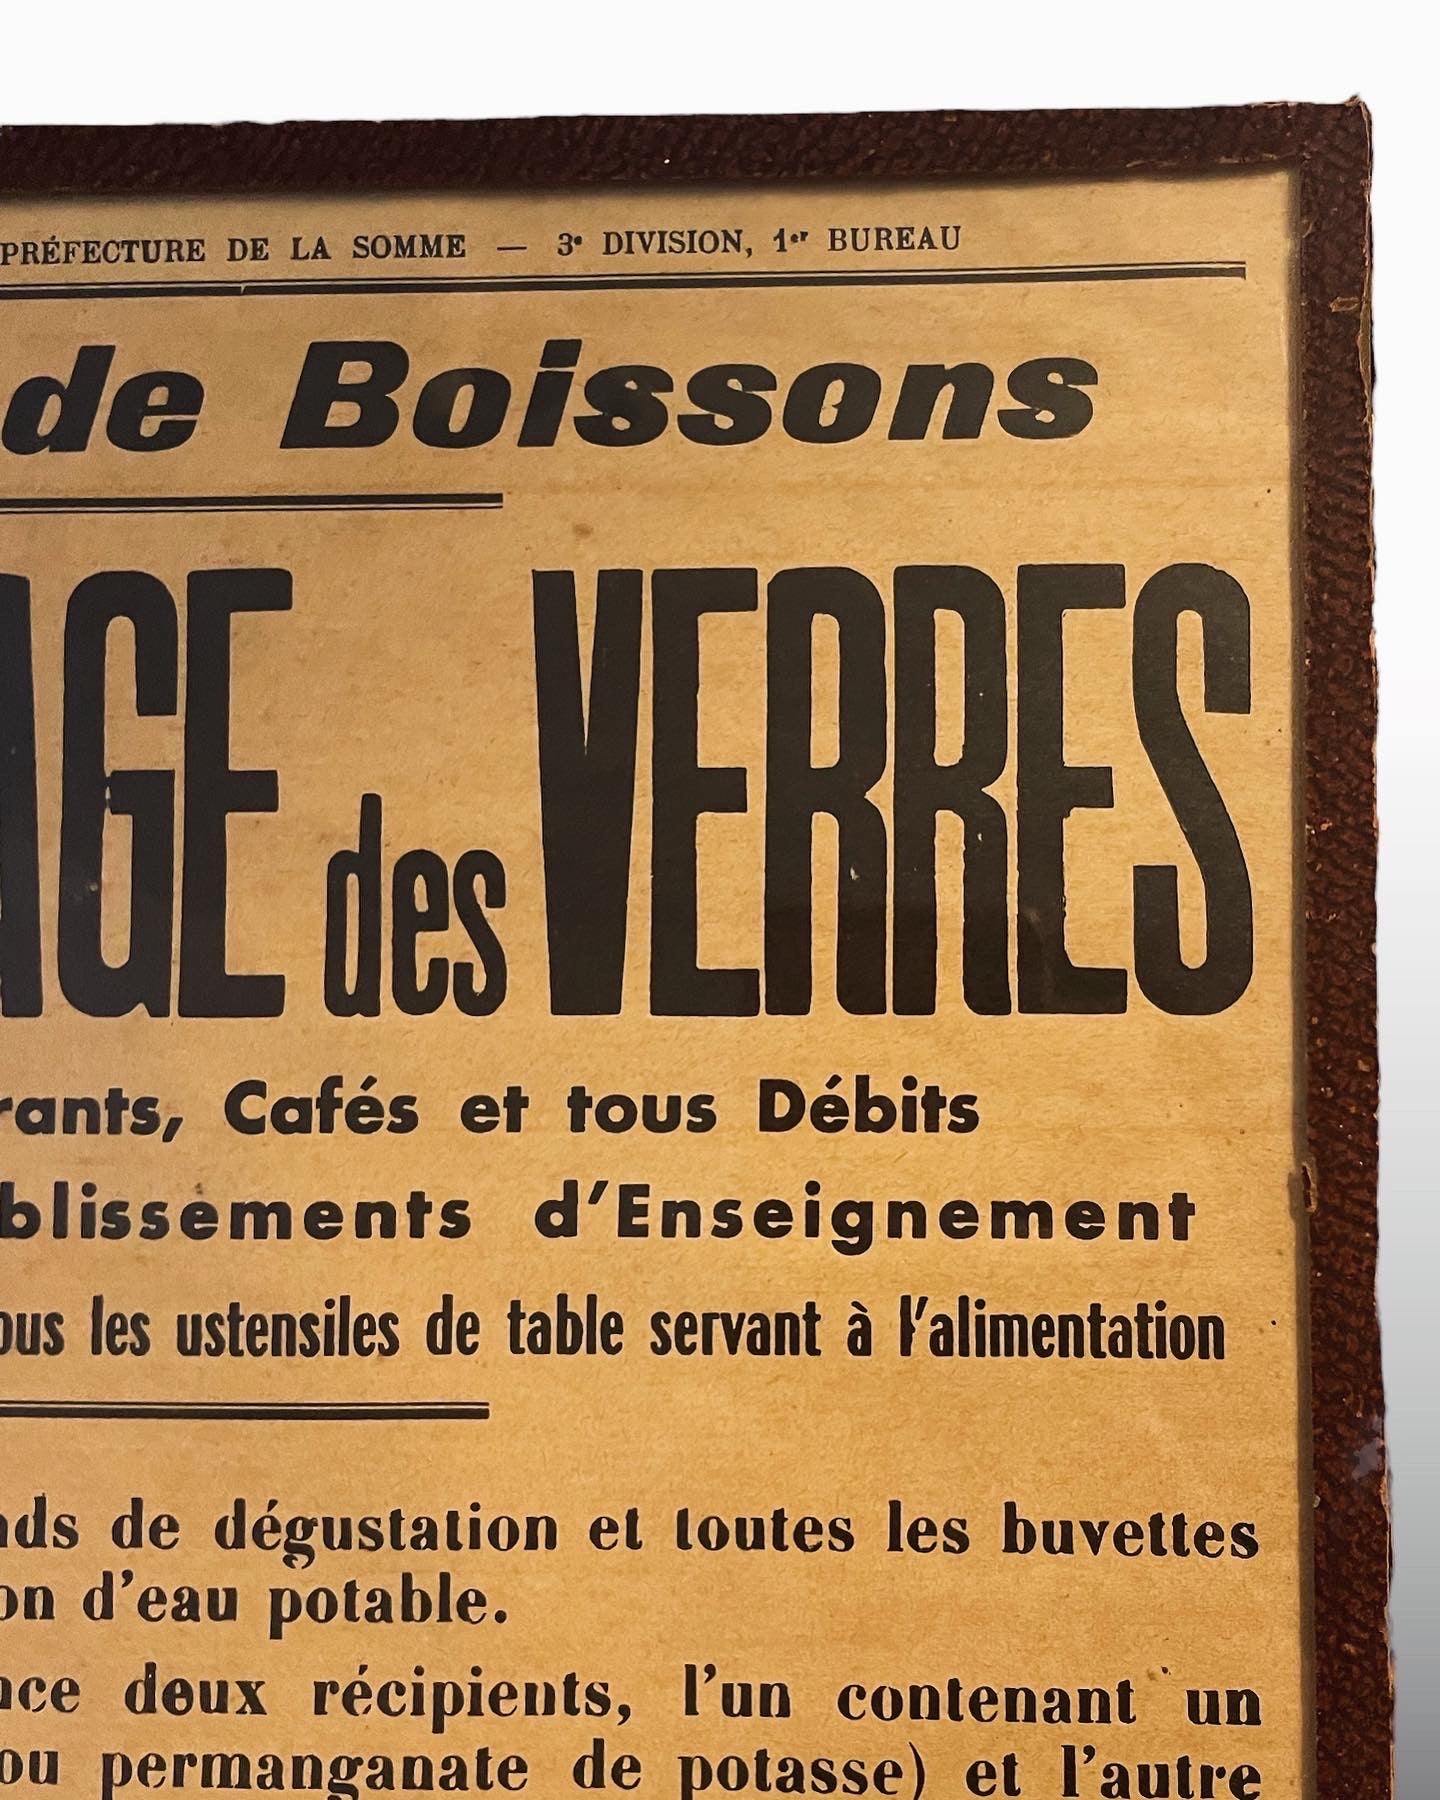 PRÉFECTURE DE LA SOMME — 3e DIVISION, 1er BUREAU
de Boissons
AGE des VERRES
rants, Cafés et tous Débits
blissements d'Enseignement
ous les ustensiles de table servant à l'alimentation
nds de dégustation et toutes les buvettes
on d'eau potable.
nce deux récipients, l'un contenant un
ou permanganate de potasse) et l'autre